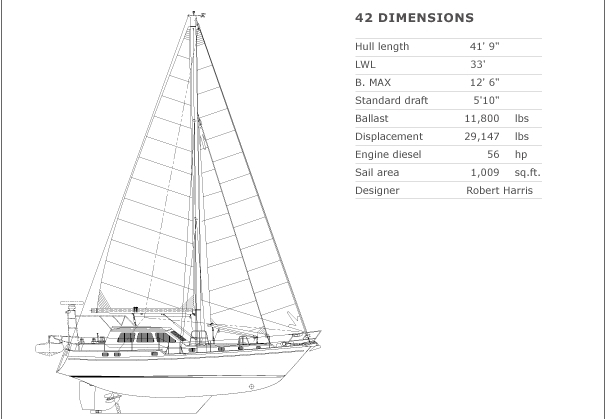 42 DIMENSIONS
Hull length 41' 9"
LWL 33'
B. MAX 12' 6"
Standard draft 5'10"
Ballast 11,800 lbs
Displacement 29,147 lbs
Engine diesel 56 hp
Sail area 1,009 sq.ft.
Designer Robert Harris